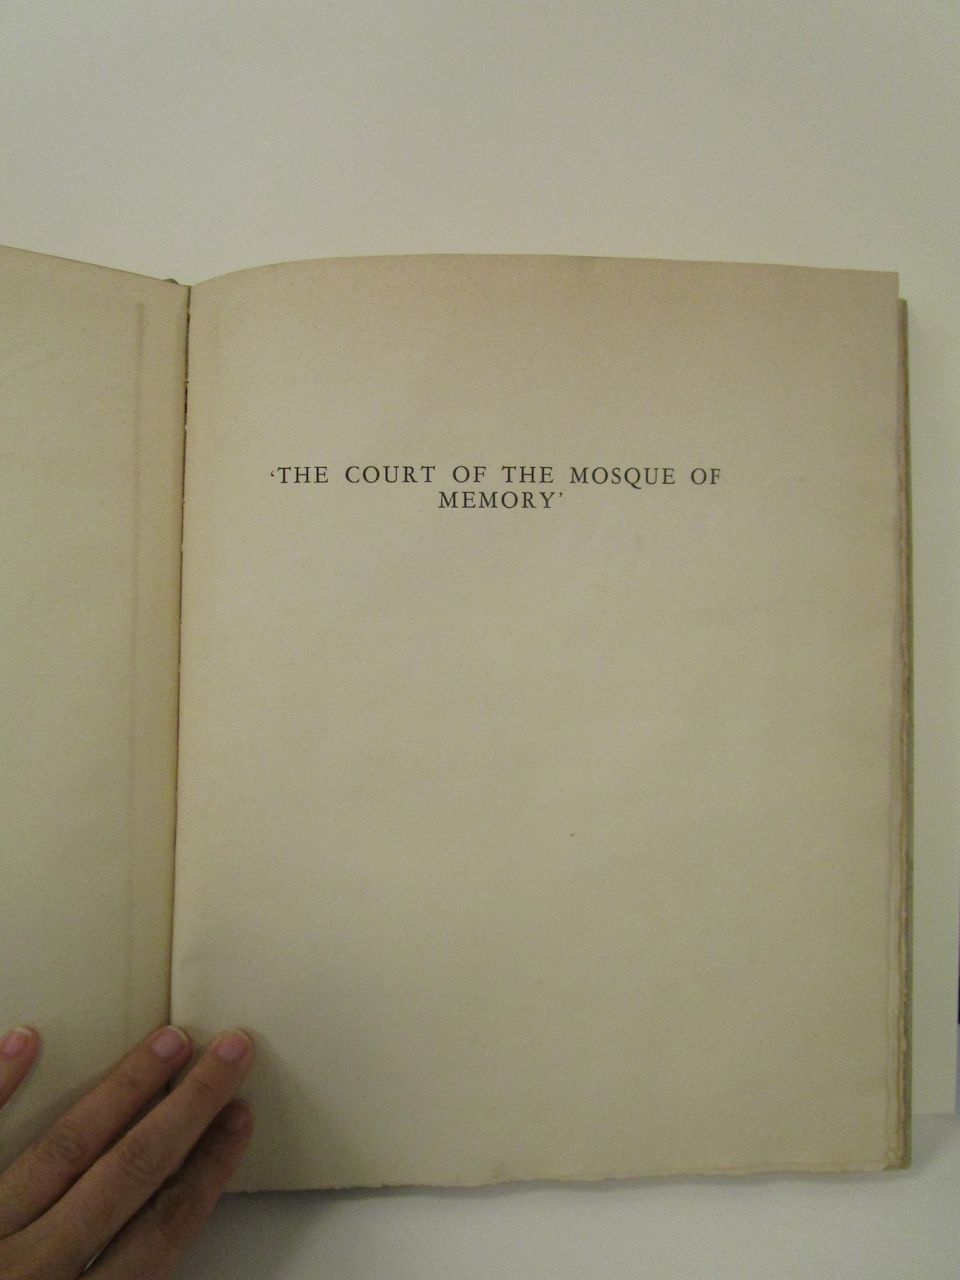 ‘THE COURT OF THE MOSQUE OF
MEMORY’